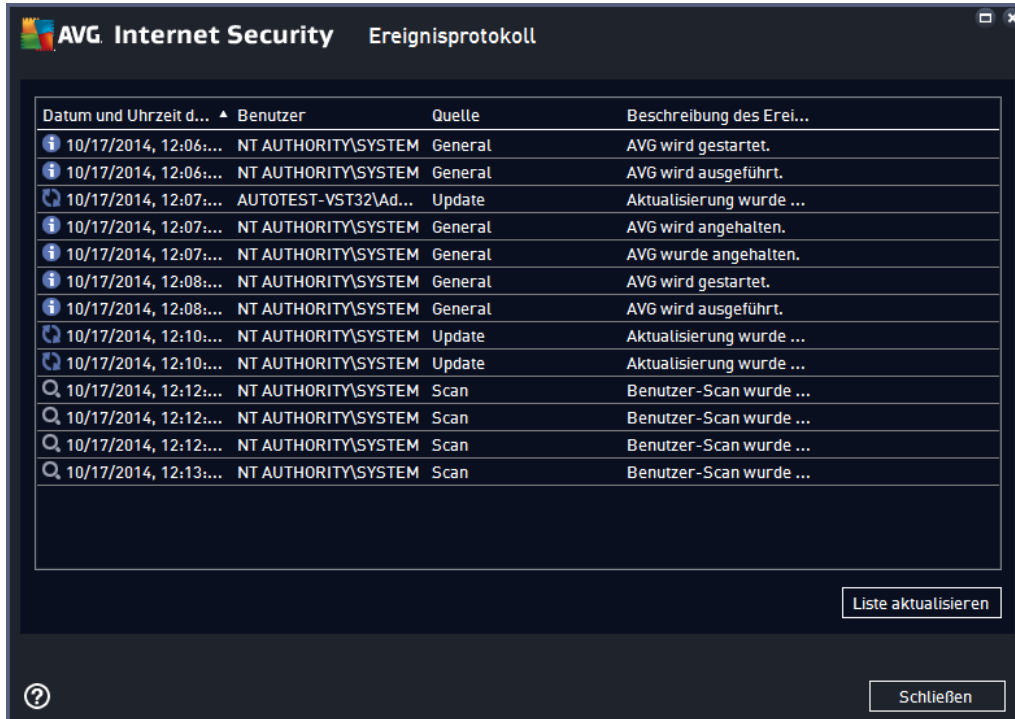 AVG. Internet Security Ereignisprotokoll
Datum und Uhrzeit d... Benutzer Quelle Beschreibung des Erei...
10/17/2014, 12:06:... NT AUTHORITY\SYSTEM General AVG wird gestartet.
10/17/2014, 12:06:... NT AUTHORITY\SYSTEM General AVG wird ausgeführt.
10/17/2014, 12:07:... AUTOTEST-VST32\Ad... Update Aktualisierung wurde ...
10/17/2014, 12:07:... NT AUTHORITY\SYSTEM General AVG wird angehalten.
10/17/2014, 12:07:... NT AUTHORITY\SYSTEM General AVG wurde angehalten.
10/17/2014, 12:08:... NT AUTHORITY\SYSTEM General AVG wird gestartet.
10/17/2014, 12:08:... NT AUTHORITY\SYSTEM General AVG wird ausgeführt.
10/17/2014, 12:10:... NT AUTHORITY\SYSTEM Update Aktualisierung wurde ...
10/17/2014, 12:10:... NT AUTHORITY\SYSTEM Update Aktualisierung wurde ...
10/17/2014, 12:12:... NT AUTHORITY\SYSTEM Scan Benutzer-Scan wurde ...
10/17/2014, 12:12:... NT AUTHORITY\SYSTEM Scan Benutzer-Scan wurde ...
10/17/2014, 12:12:... NT AUTHORITY\SYSTEM Scan Benutzer-Scan wurde ...
10/17/2014, 12:13:... NT AUTHORITY\SYSTEM Scan Benutzer-Scan wurde ...
Liste aktualisieren
Schließen